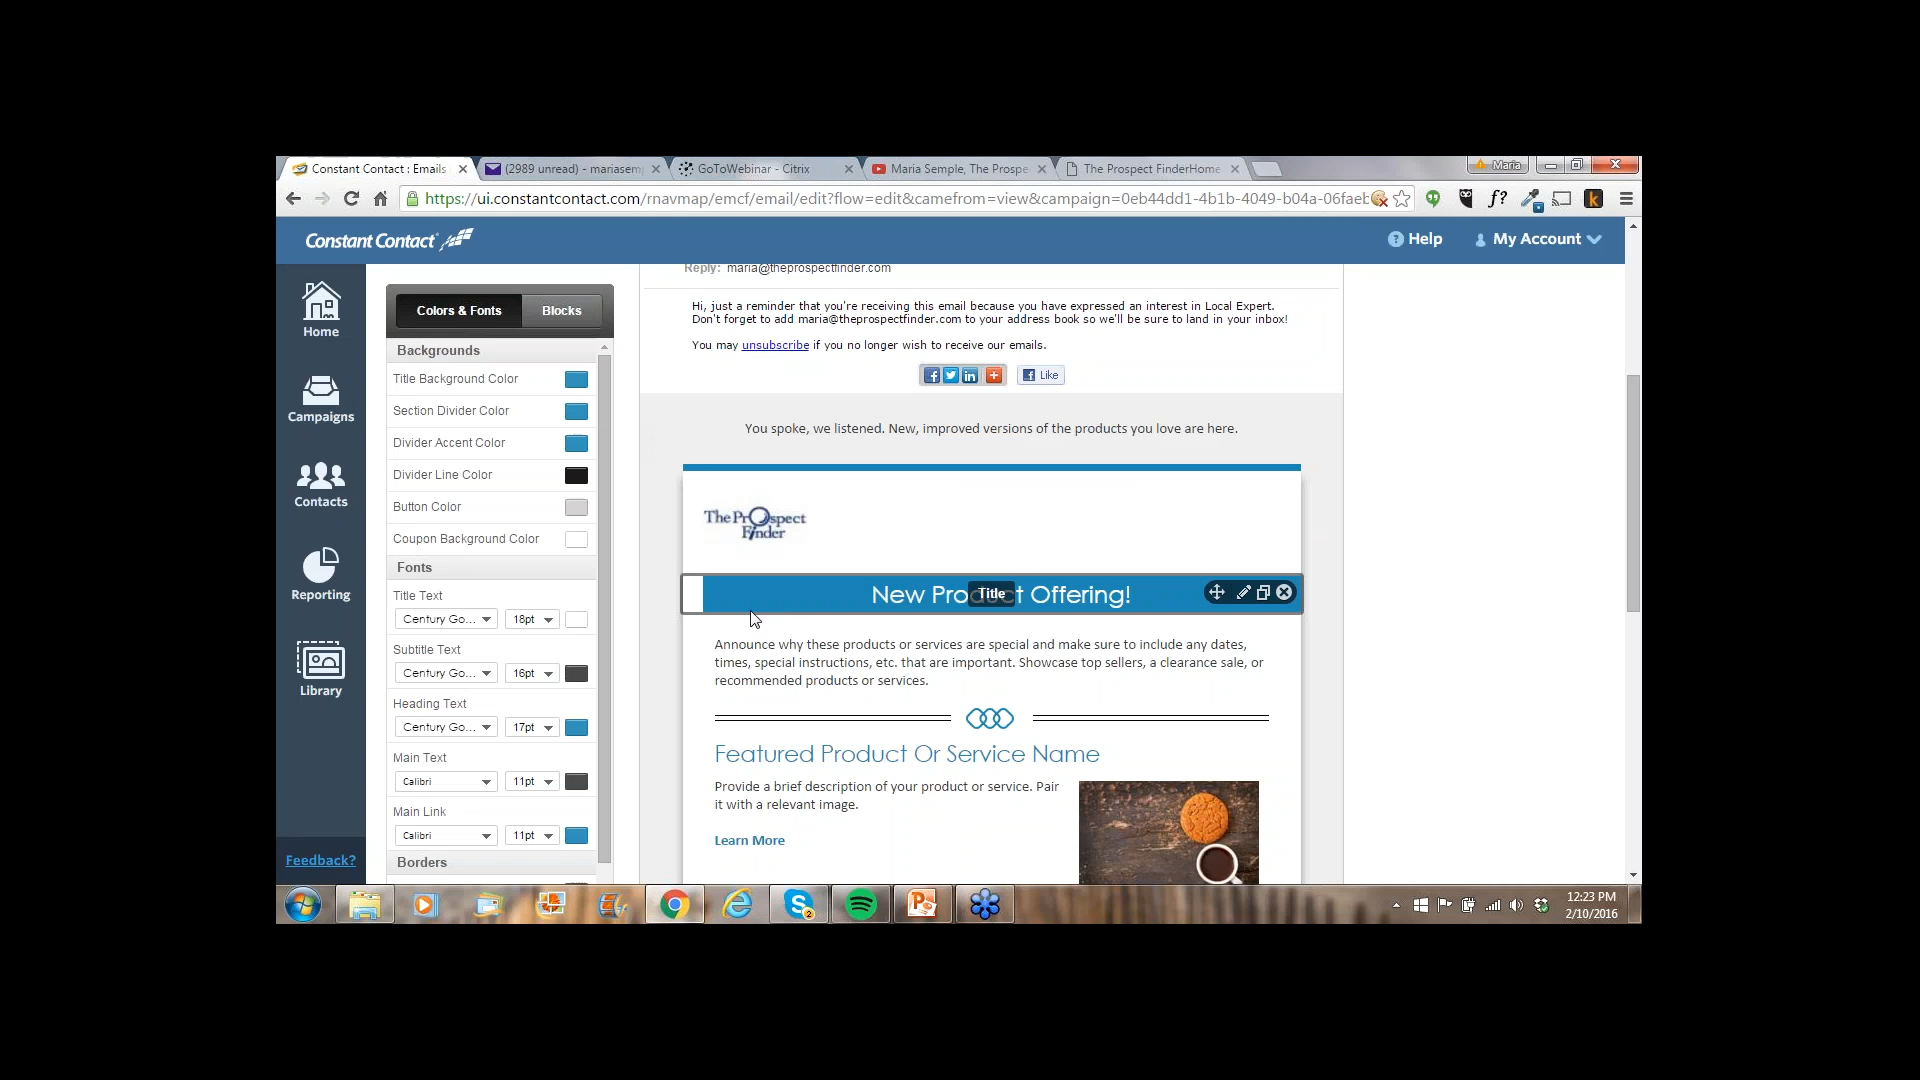 Constant Contact : Emails
(2989 unread) - mariasem
GoToWebinar - Citrix
Maria Semple, The Prospe
The Prospect FinderHome
Maria
https://ui.constantcontact.com/rnavmap/emcf/email/edit?flow=edit&camefrom=view&campaign=0eb44dd1-4b1b-4049-b04a-06faeb
Constant Contact
Help
My Account
Home
Campaigns
Contacts
Reporting
Library
Feedback?
Colors & Fonts
Blocks
Backgrounds
Title Background Color
Section Divider Color
Divider Accent Color
Divider Line Color
Button Color
Coupon Background Color
Fonts
Title Text
Century Go... 18pt
Subtitle Text
Century Go... 16pt
Heading Text
Century Go... 17pt
Main Text
Calibri 11pt
Main Link
Calibri 11pt
Borders
Reply: maria@theprospectfinder.com
Hi, just a reminder that you're receiving this email because you have expressed an interest in Local Expert.
Don't forget to add maria@theprospectfinder.com to your address book so we'll be sure to land in your inbox!
You may unsubscribe if you no longer wish to receive our emails.
Like
You spoke, we listened. New, improved versions of the products you love are here.
The Prospect
Finder
New Product Offering!
Title
Announce why these products or services are special and make sure to include any dates,
times, special instructions, etc. that are important. Showcase top sellers, a clearance sale, or
recommended products or services.
Featured Product Or Service Name
Provide a brief description of your product or service. Pair
it with a relevant image.
Learn More
12:23 PM
2/10/2016